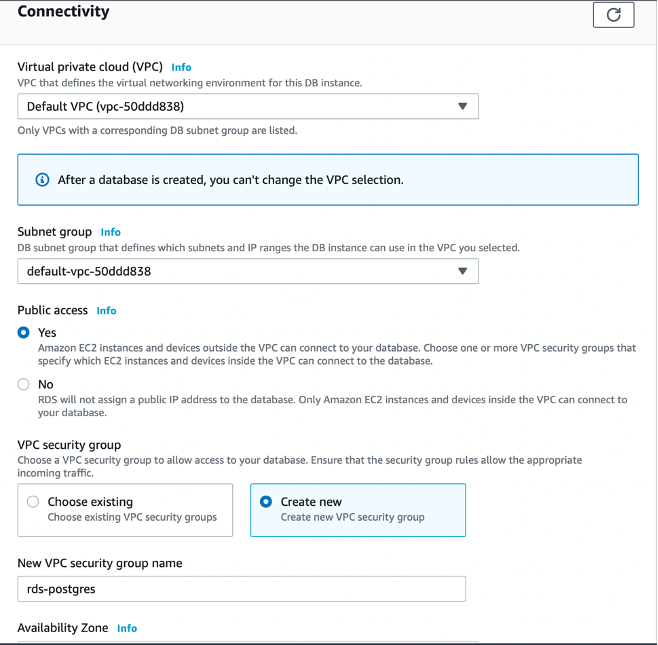 Connectivity
Virtual private cloud (VPC) Info
VPC that defines the virtual networking environment for this DB instance.
Default VPC (vpc-50ddd838)
Only VPCs with a corresponding DB subnet group are listed.
After a database is created, you can't change the VPC selection.
Subnet group Info
DB subnet group that defines which subnets and IP ranges the DB instance can use in the VPC you selected.
default-vpc-50ddd838
Public access Info
Yes
Amazon EC2 instances and devices outside the VPC can connect to your database. Choose one or more VPC security groups that
specify which EC2 instances and devices inside the VPC can connect to the database.
No
RDS will not assign a public IP address to the database. Only Amazon EC2 instances and devices inside the VPC can connect to
your database.
VPC security group
Choose a VPC security group to allow access to your database. Ensure that the security group rules allow the appropriate
incoming traffic.
Choose existing
Choose existing VPC security groups
Create new
Create new VPC security group
New VPC security group name
rds-postgres
Availability Zone Info